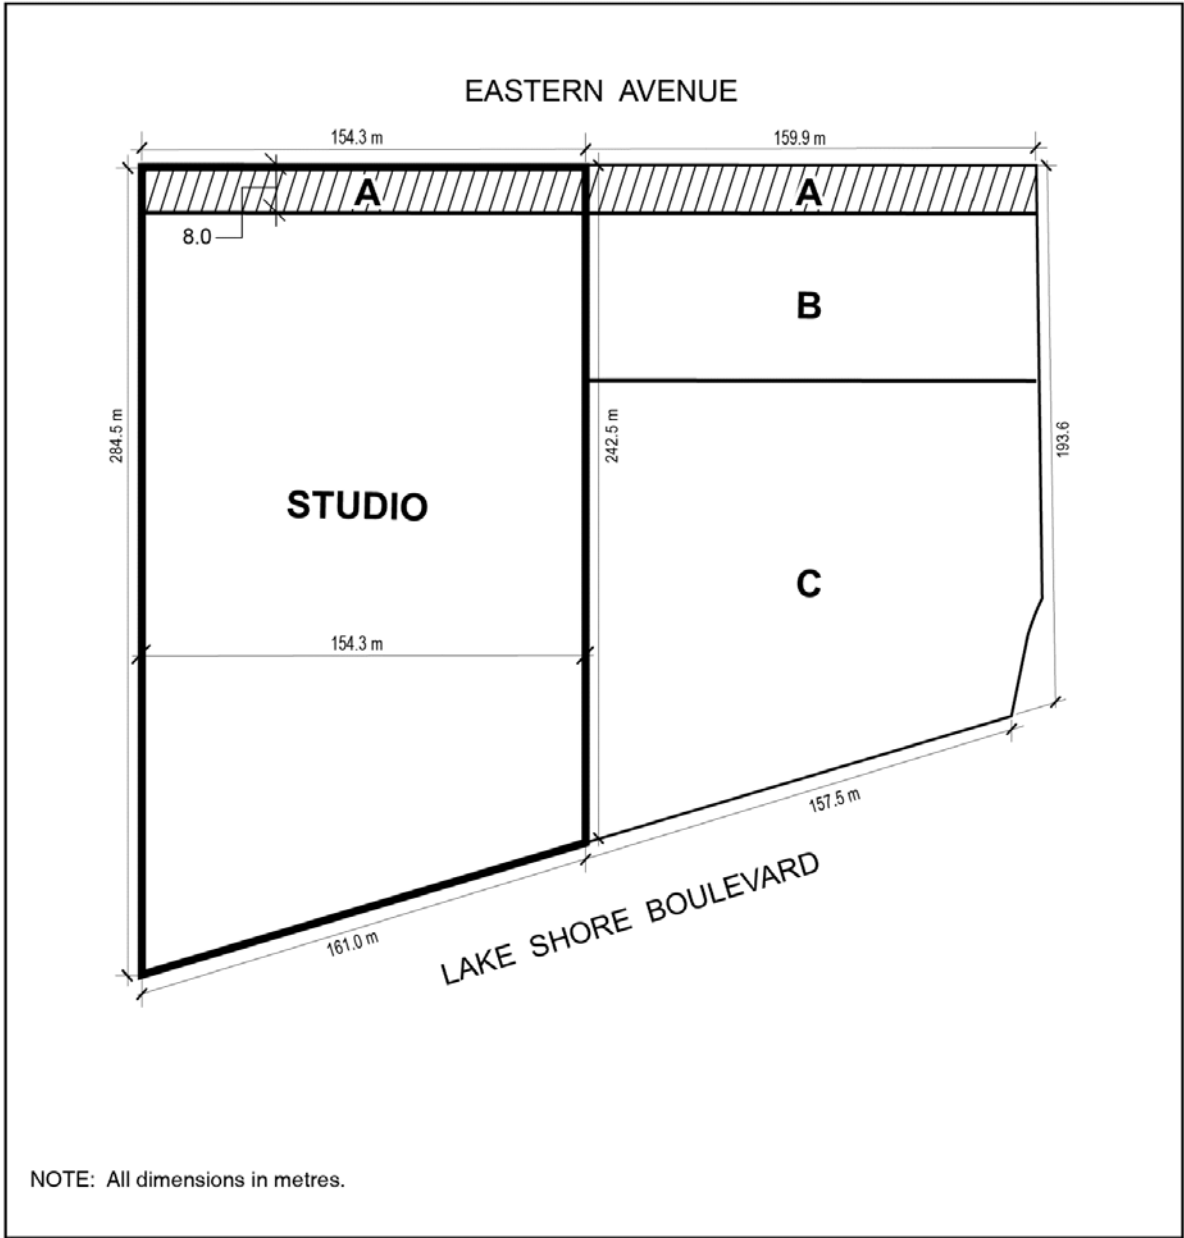 EASTERN AVENUE
154.3 m
159.9 m
A
A
8.0
B
284.5 m
242.5 m
193.6
STUDIO
C
154.3 m
157.5 m
161.0 m
LAKE SHORE BOULEVARD
NOTE: All dimensions in metres.